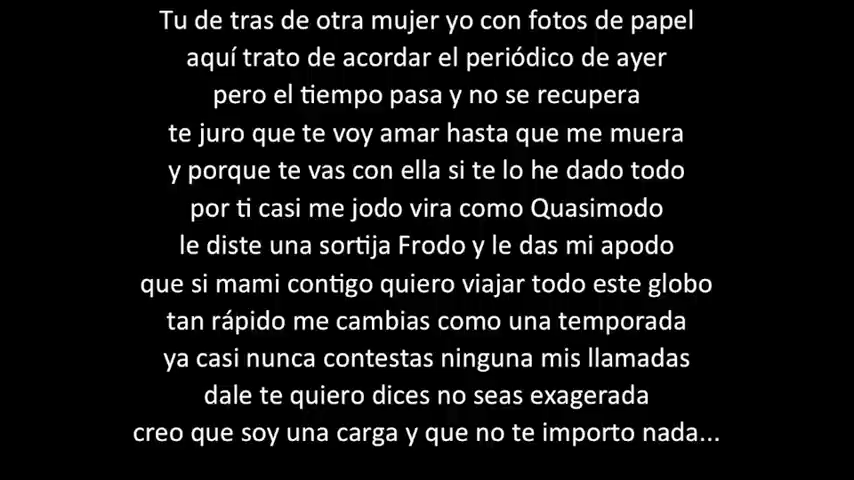 Tu de tras de otra mujer yo con fotos de papel
aquí trato de acordar el periódico de ayer
pero el tiempo pasa y no se recupera
te juro que te voy amar hasta que me muera
y porque te vas con ella si te lo he dado todo
por ti casi me jodo vira como Quasimodo
le diste una sortija Frodo y le das mi apodo
que si mami contigo quiero viajar todo este globo
tan rápido me cambias como una temporada
ya casi nunca contestas ninguna mis llamadas
dale te quiero dices no seas exagerada
creo que soy una carga y que no te importo nada...